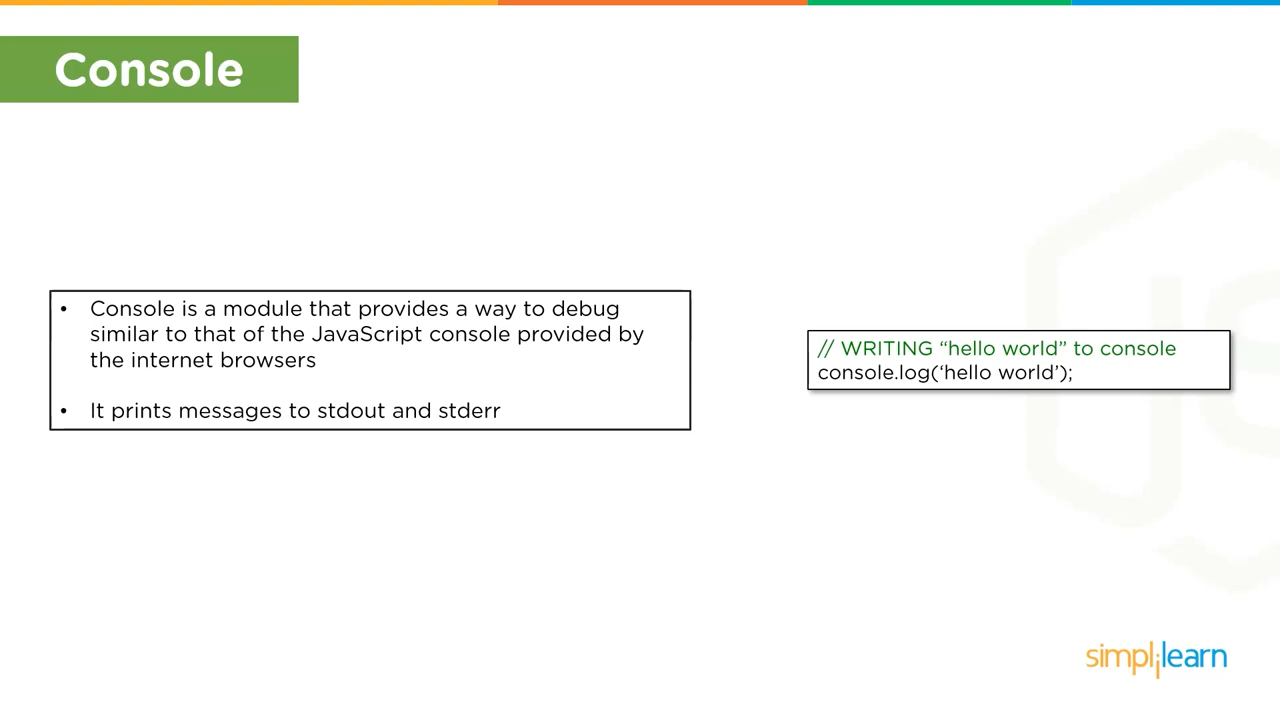 Console
• Console is a module that provides a way to debug
similar to that of the JavaScript console provided by
the internet browsers
• It prints messages to stdout and stderr
// WRITING “hello world” to console
console.log(‘hello world’);
JS
simplilearn